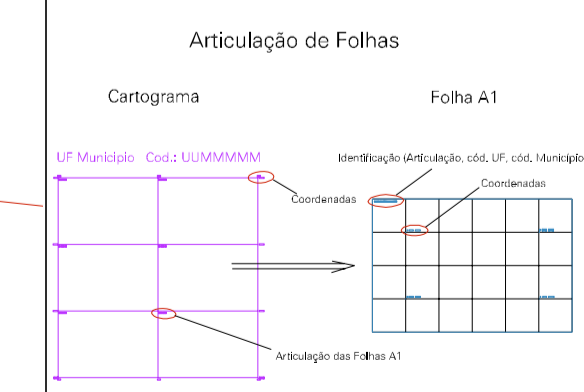 Articulação de Folhas
Cartograma
Folha A1
UF Municipio Cod.: UUMMMMM
Identificação (Articulação, cód. UF, cód. Município
Coordenadas
Coordenadas
Articulação das Folhas A1